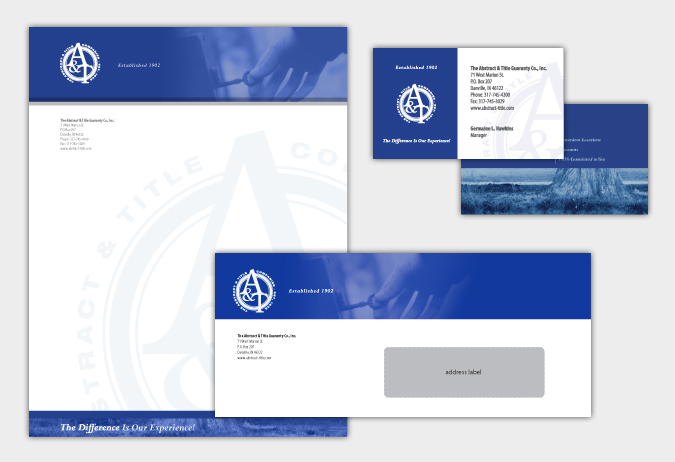 Established 1902
The Abstract & Title Guaranty Co., Inc.
71 West Marion St.
P.O. Box 207
Danville, IN 46122
Phone: 317-745-4200
Fax: 317-745-3029
www.abstract-title.com
ABSTRACT & TITLE
The Difference Is Our Experience!
Established 1902
The Difference Is Our Experience!
The Abstract & Title Guaranty Co., Inc.
71 West Marion St.
P.O. Box 207
Danville, IN 46122
Phone: 317-745-4200
Fax: 317-745-3029
www.abstract-title.com
Germaine L. Hawkins
Manager
Committed to You
Established 1902
The Abstract & Title Guaranty Co., Inc.
71 West Marion St.
P.O. Box 207
Danville, IN 46122
www.abstract-title.com
address label